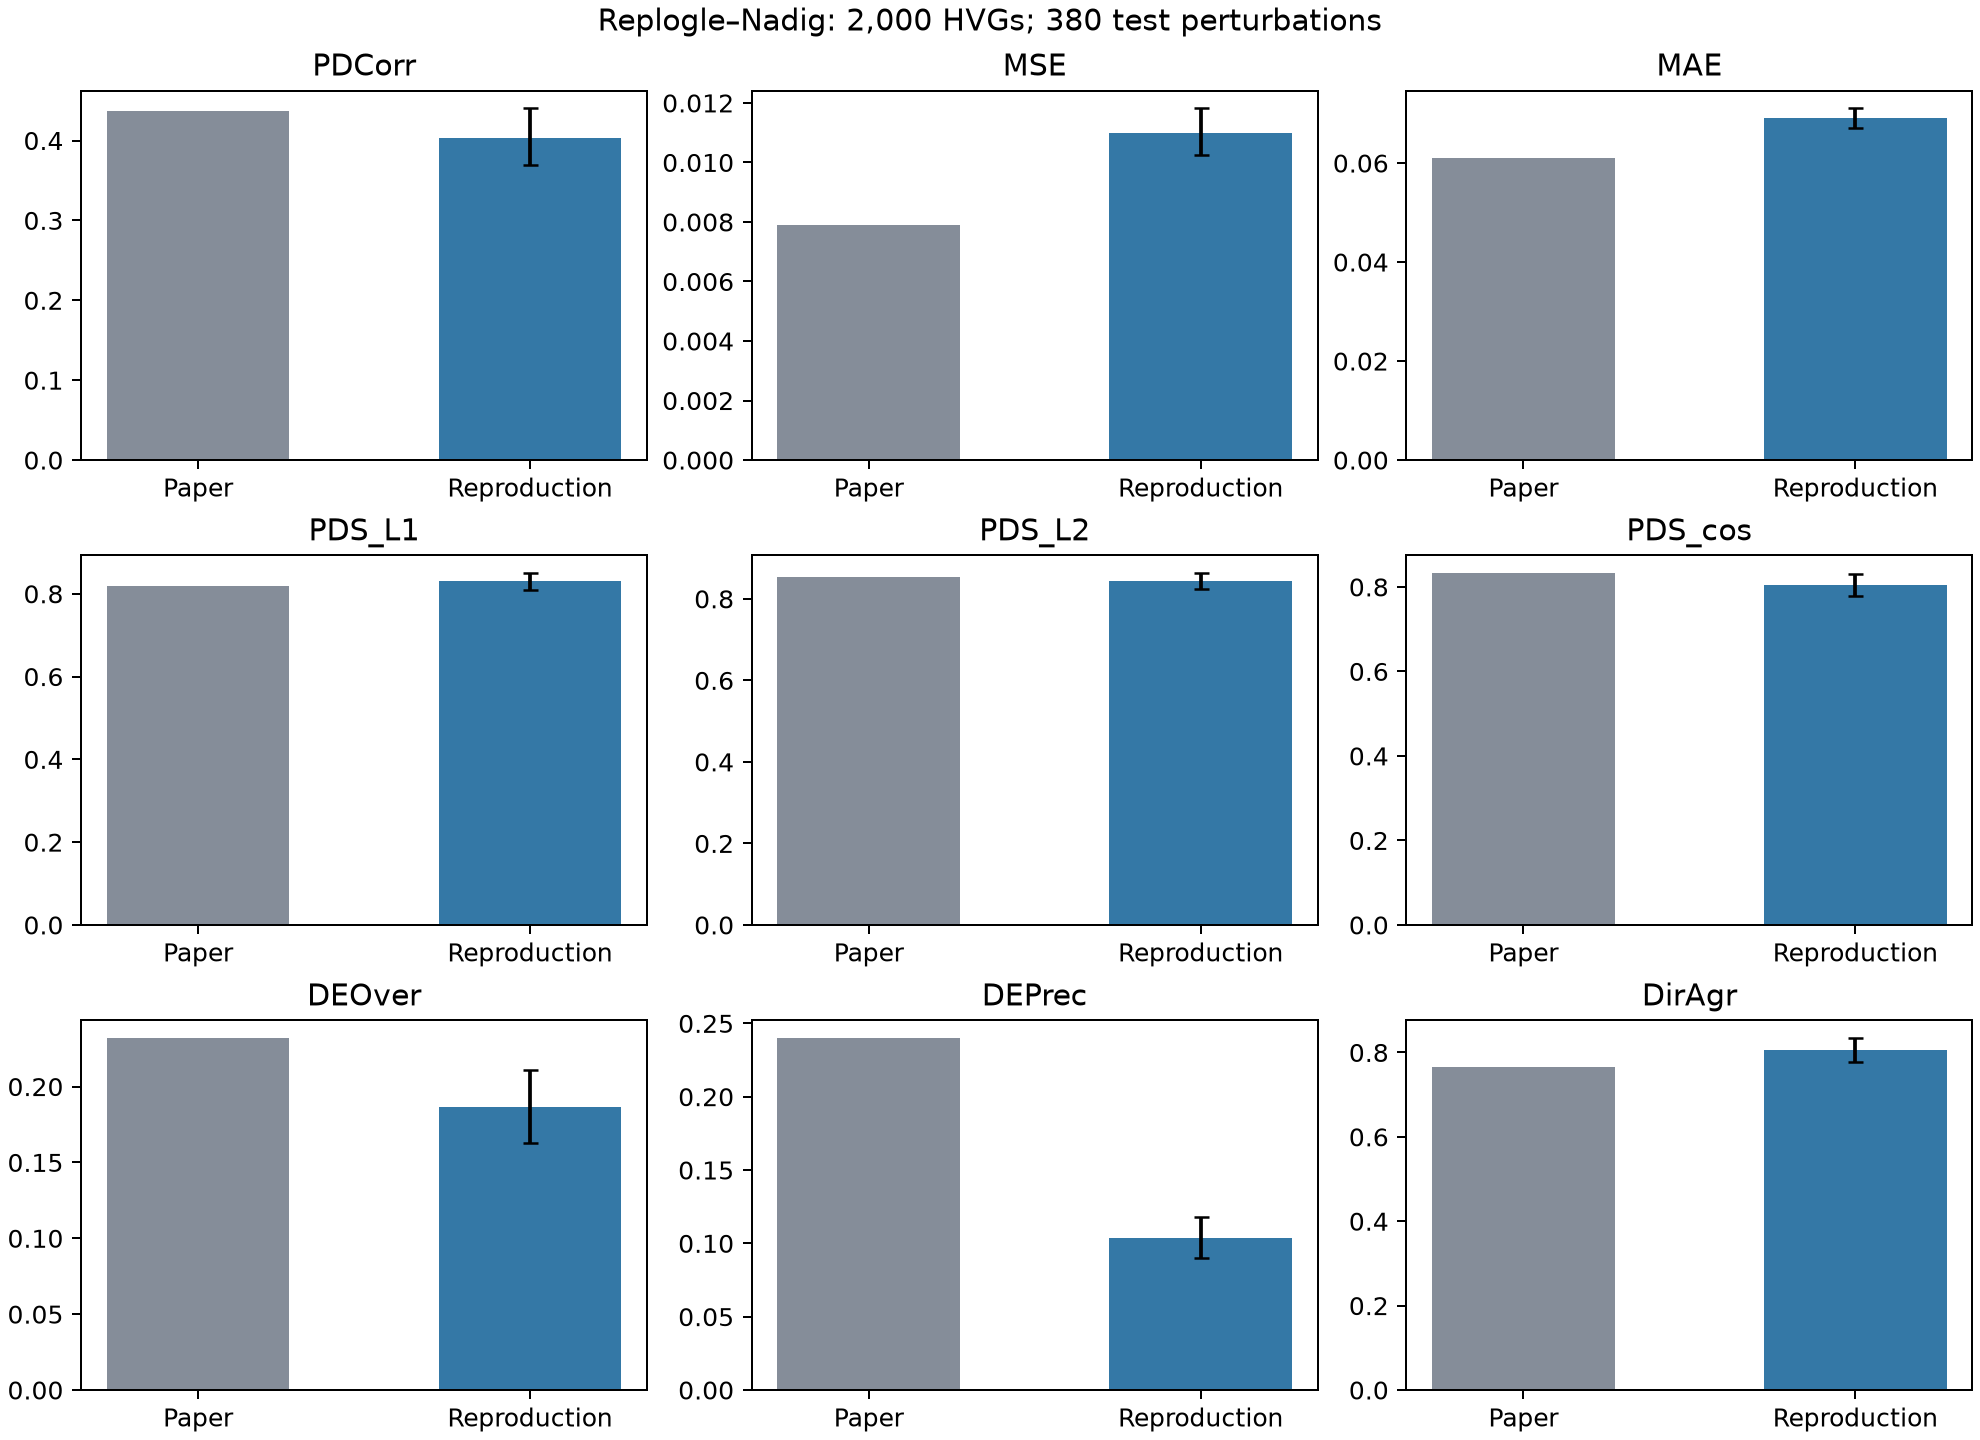 Replogle–Nadig: 2,000 HVGs; 380 test perturbations
PDCorr
0.4
0.3
0.2
0.1
0.0
Paper
Reproduction
MSE
0.012
0.010
0.008
0.006
0.004
0.002
0.000
Paper
Reproduction
MAE
0.06
0.04
0.02
0.00
Paper
Reproduction
PDS_L1
0.8
0.6
0.4
0.2
0.0
Paper
Reproduction
PDS_L2
0.8
0.6
0.4
0.2
0.0
Paper
Reproduction
PDS_cos
0.8
0.6
0.4
0.2
0.0
Paper
Reproduction
DEOver
0.20
0.15
0.10
0.05
0.00
Paper
Reproduction
DEPrec
0.25
0.20
0.15
0.10
0.05
0.00
Paper
Reproduction
DirAgr
0.8
0.6
0.4
0.2
0.0
Paper
Reproduction